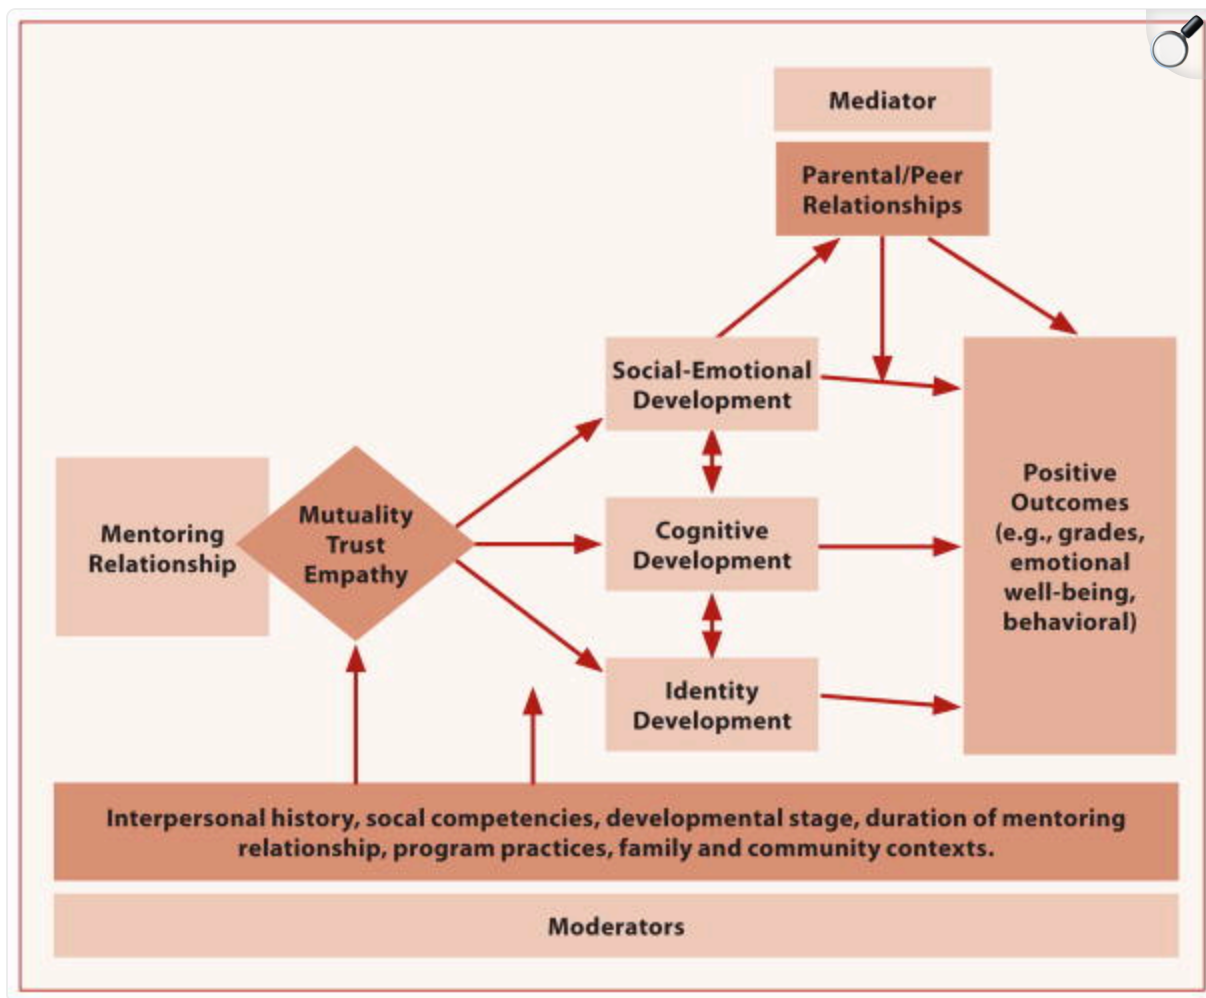 Mediator
Parental/Peer
Relationships
Social-Emotional
Development
Mentoring
Relationship
Mutuality
Trust
Empathy
Cognitive
Development
Identity
Development
Positive
Outcomes
(e.g., grades,
emotional
well-being,
behavioral)
Interpersonal history, socal competencies, developmental stage, duration of mentoring
relationship, program practices, family and community contexts.
Moderators